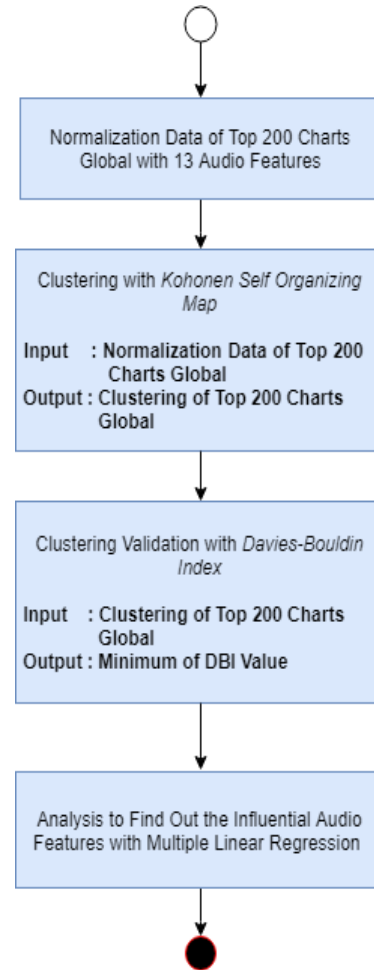 Normalization Data of Top 200 Charts
Global with 13 Audio Features
Clustering with Kohonen Self Organizing
Map
Input : Normalization Data of Top 200
Charts Global
Output : Clustering of Top 200 Charts
Global
Clustering Validation with Davies-Bouldin
Index
Input : Clustering of Top 200 Charts
Global
Output : Minimum of DBI Value
Analysis to Find Out the Influential Audio
Features with Multiple Linear Regression